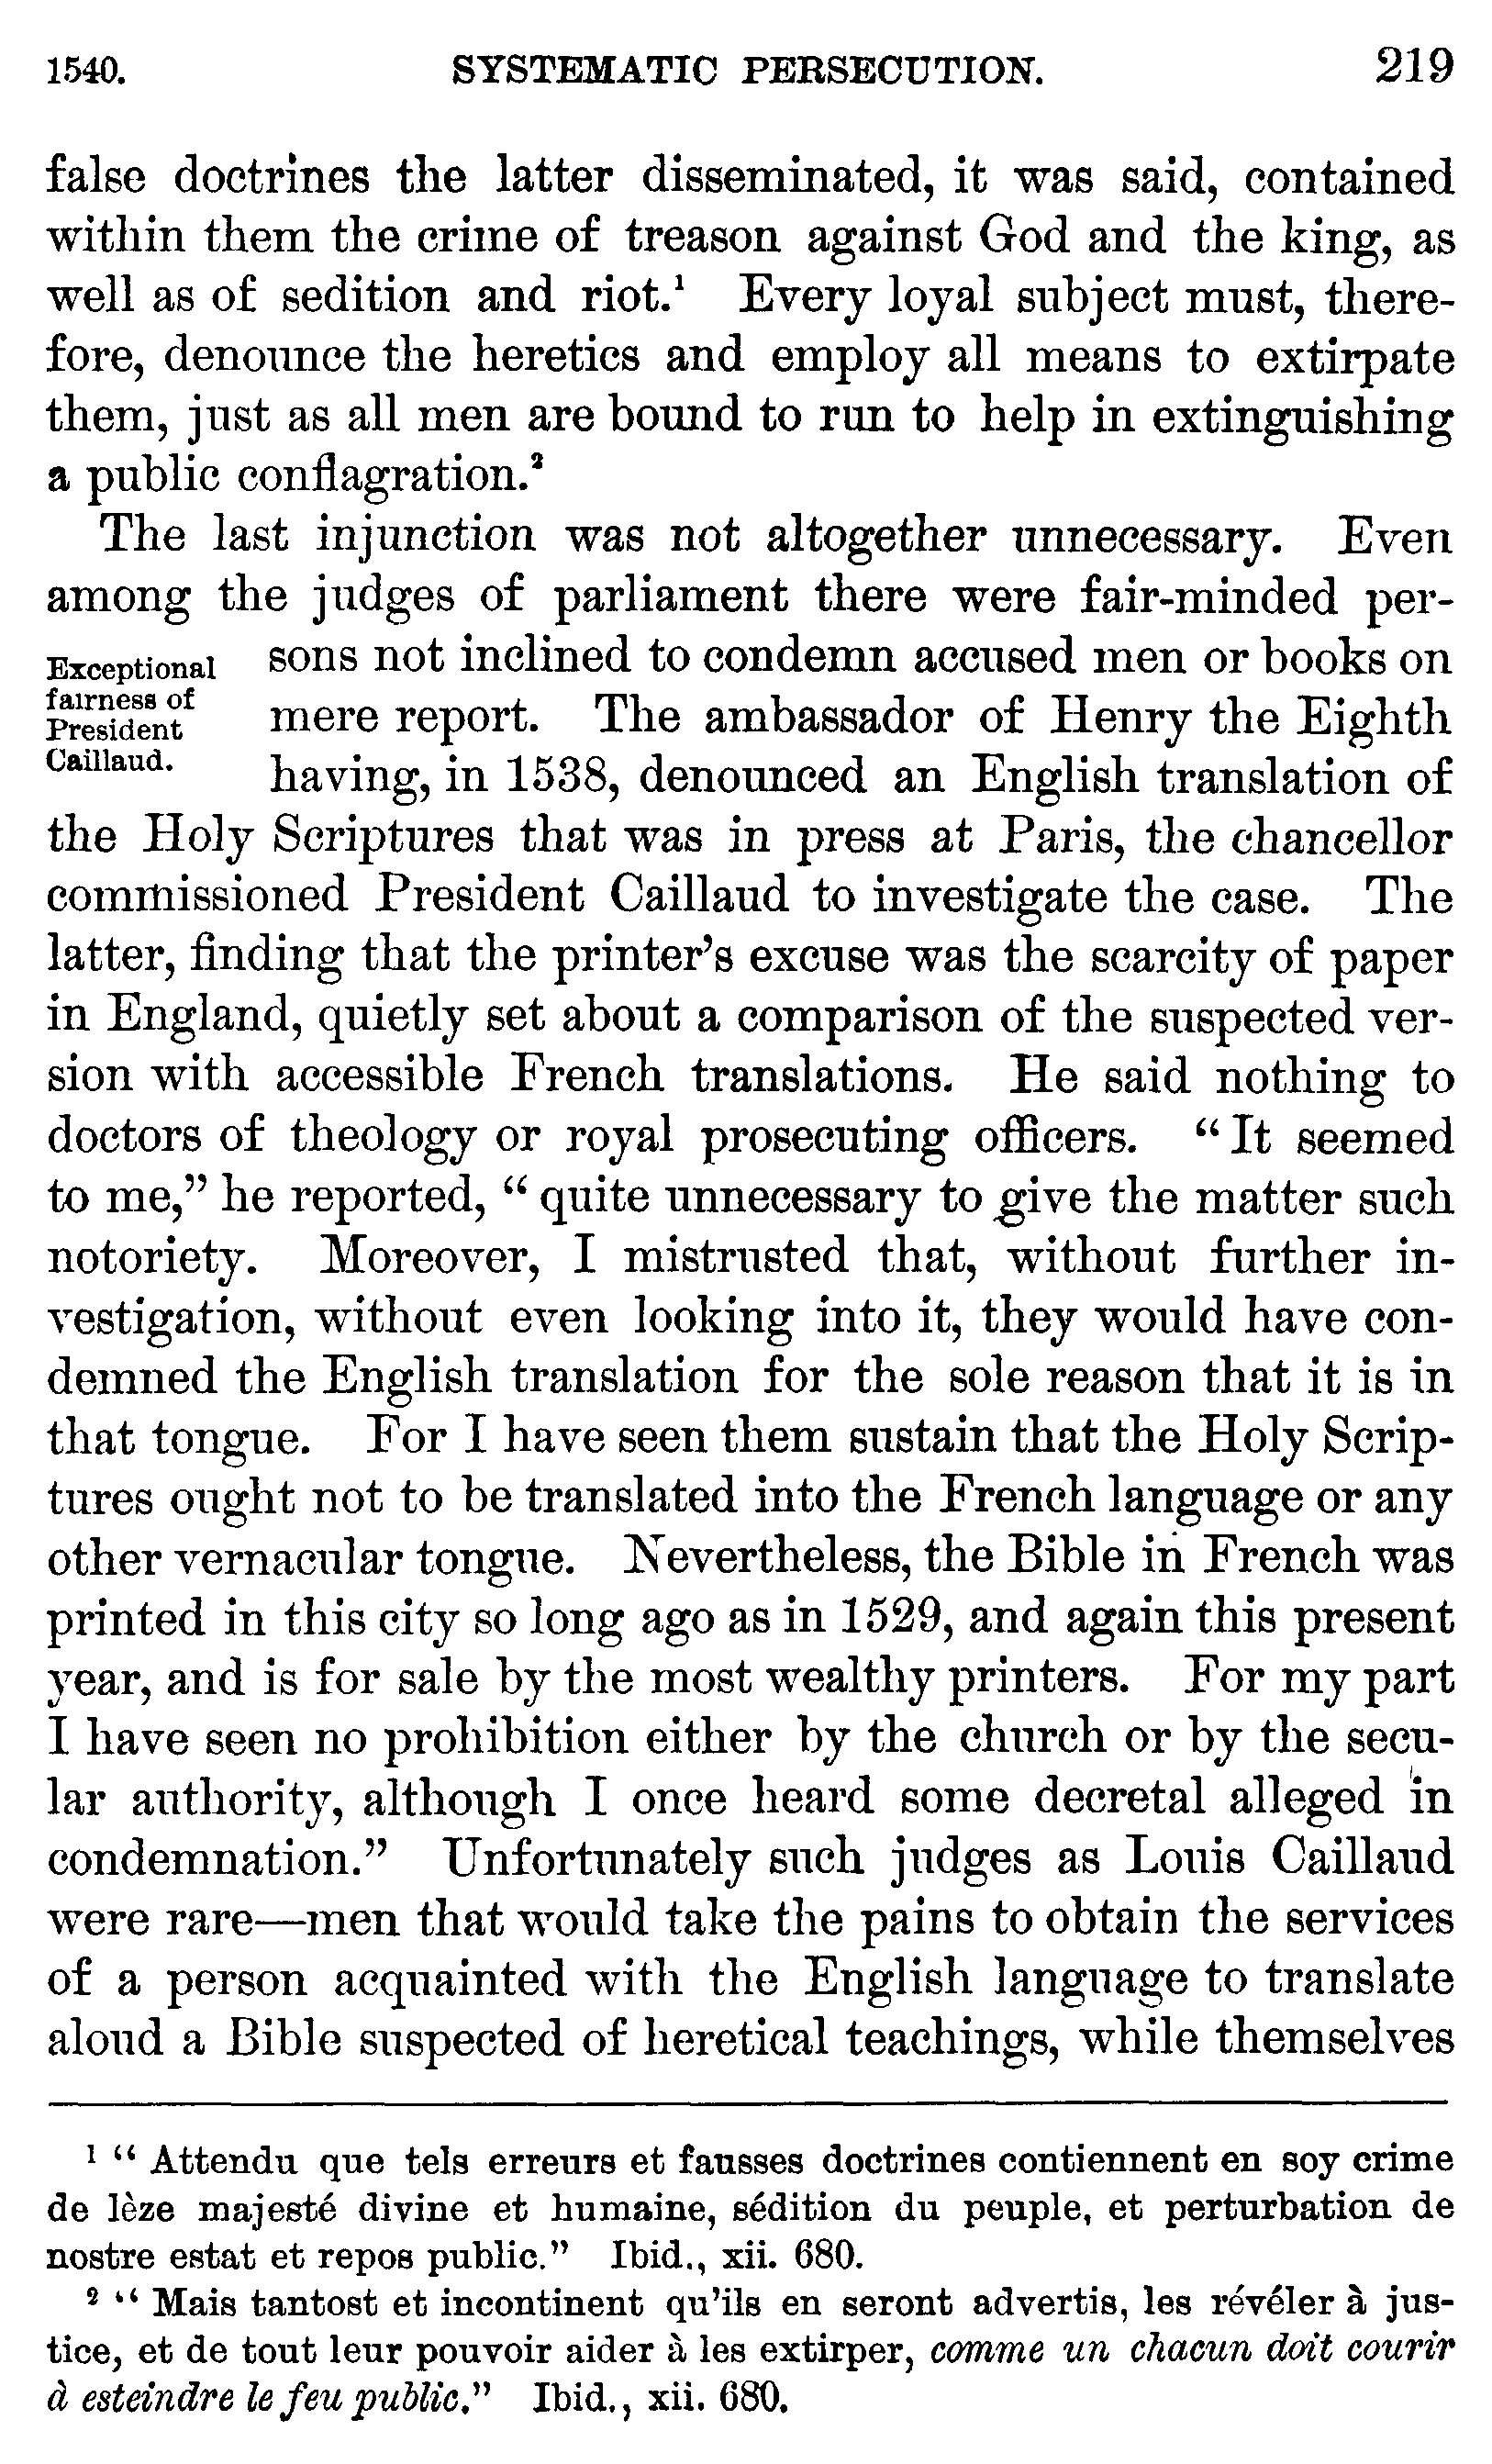 1540. SYSTEMATIC PERSECUTION. 219
false doctrines the latter disseminated, it was said, contained
within them the crime of treason against God and the king, as
well as of sedition and riot.¹ Every loyal subject must, there-
fore, denounce the heretics and employ all means to extirpate
them, just as all men are bound to run to help in extinguishing
a public conflagration.²
The last injunction was not altogether unnecessary. Even
among the judges of parliament there were fair-minded per-
Exceptional
fairness of
President
Caillaud.
sons not inclined to condemn accused men or books on
mere report. The ambassador of Henry the Eighth
having, in 1538, denounced an English translation of
the Holy Scriptures that was in press at Paris, the chancellor
commissioned President Caillaud to investigate the case. The
latter, finding that the printer's excuse was the scarcity of paper
in England, quietly set about a comparison of the suspected ver-
sion with accessible French translations. He said nothing to
doctors of theology or royal prosecuting officers. "It seemed
to me," he reported, "quite unnecessary to give the matter such
notoriety. Moreover, I mistrusted that, without further in-
vestigation, without even looking into it, they would have con-
demned the English translation for the sole reason that it is in
that tongue. For I have seen them sustain that the Holy Scrip-
tures ought not to be translated into the French language or any
other vernacular tongue. Nevertheless, the Bible in French was
printed in this city so long ago as in 1529, and again this present
year, and is for sale by the most wealthy printers. For my part
I have seen no prohibition either by the church or by the secu-
lar authority, although I once heard some decretal alleged in
condemnation." Unfortunately such judges as Louis Caillaud
were rare—men that would take the pains to obtain the services
of a person acquainted with the English language to translate
aloud a Bible suspected of heretical teachings, while themselves
¹ "Attendu que tels erreurs et fausses doctrines contiennent en soy crime
de lèze majesté divine et humaine, sédition du peuple, et perturbation de
nostre estat et repos public." Ibid., xii. 680.
² "Mais tantost et incontinent qu'ils en seront advertis, les révéler à jus-
tice, et de tout leur pouvoir aider à les extirper, comme un chacun doit courir
à esteindre le feu public." Ibid., xii. 680.